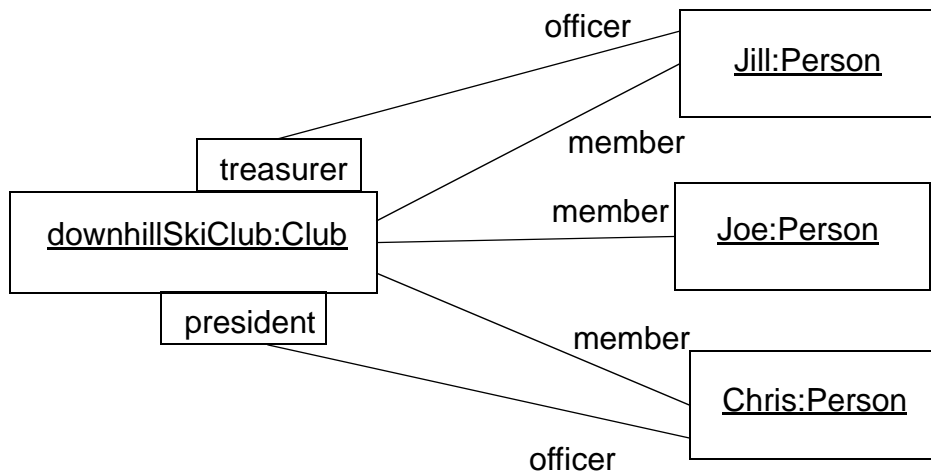 officer
Jill:Person
member
treasurer
member
downhillSkiClub:Club
Joe:Person
president
member
Chris:Person
officer